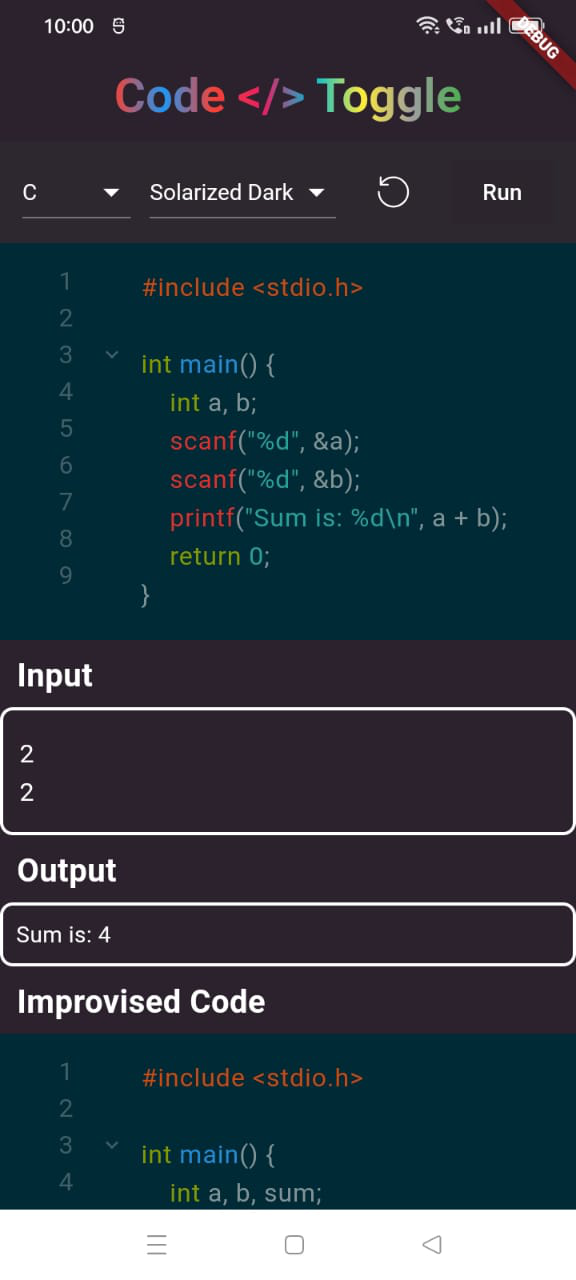 10:00
DEBUG
Code </> Toggle
C Solarized Dark Run
1 #include <stdio.h>
2
3 int main() {
4 int a, b;
5 scanf("%d", &a);
6 scanf("%d", &b);
7 printf("Sum is: %d\n", a + b);
8 return 0;
9 }
Input
2
2
Output
Sum is: 4
Improvised Code
1 #include <stdio.h>
2
3 int main() {
4 int a, b, sum;